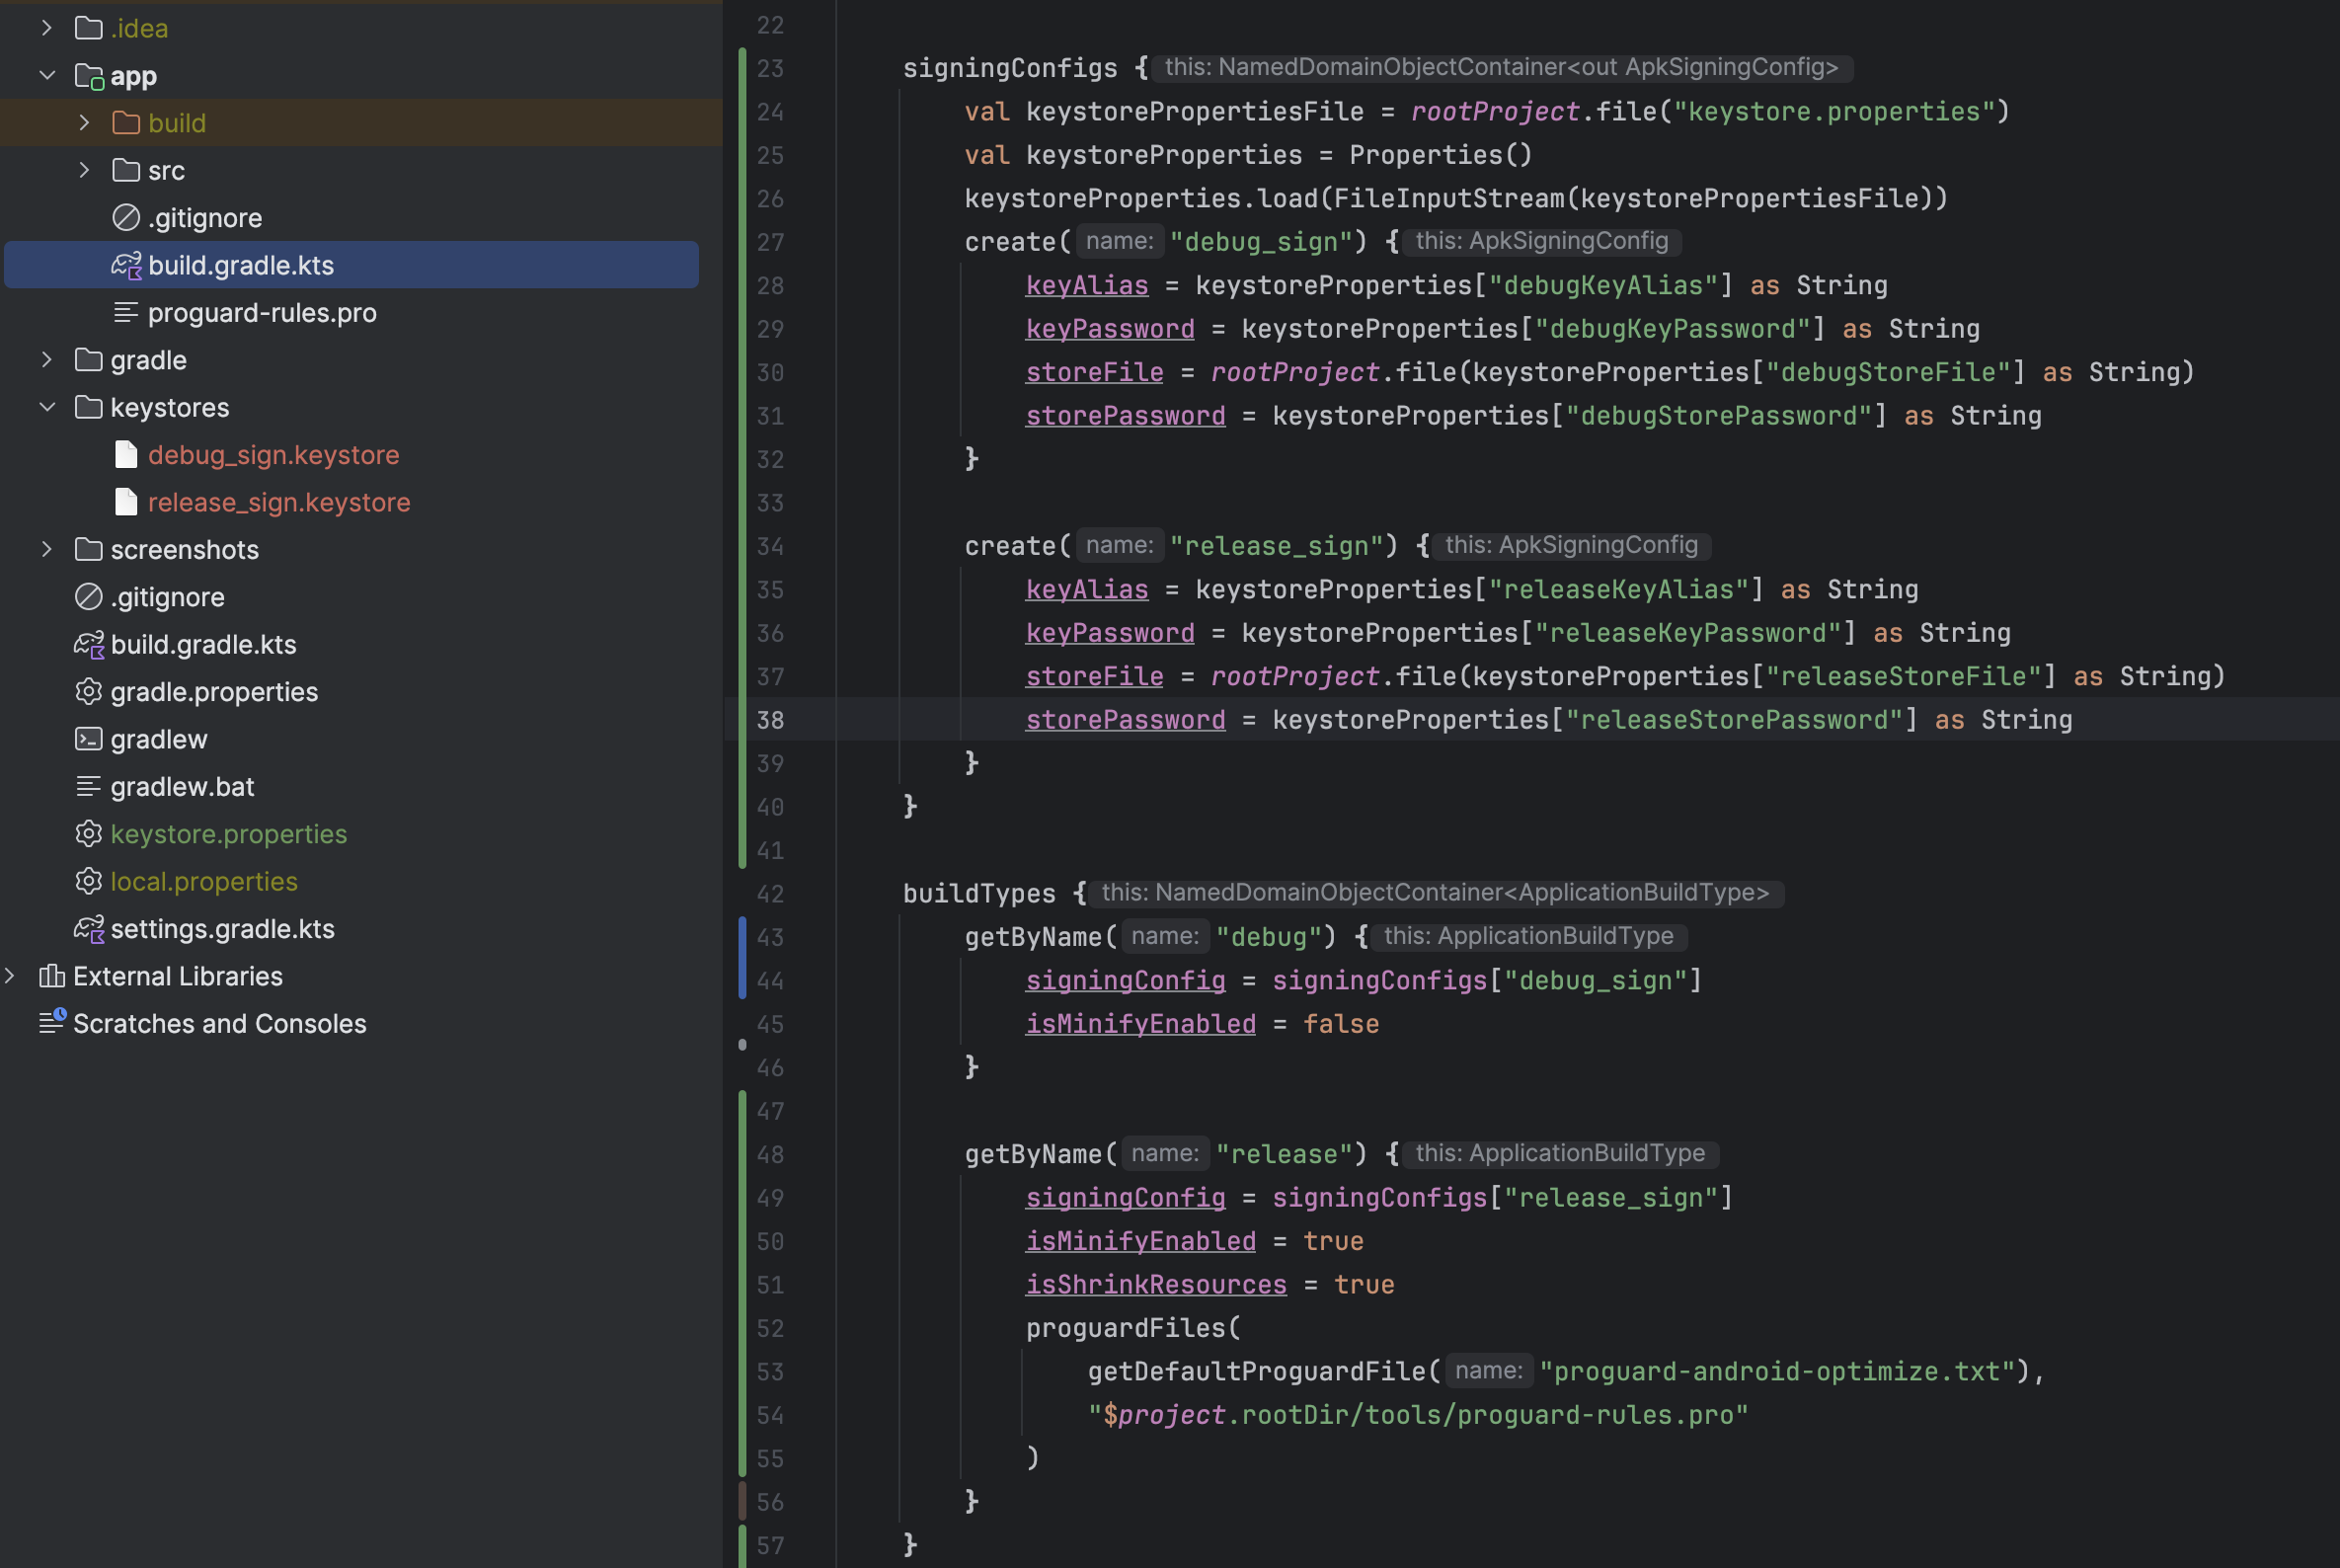 .idea
app
build
src
.gitignore
build.gradle.kts
proguard-rules.pro
gradle
keystores
debug_sign.keystore
release_sign.keystore
screenshots
.gitignore
build.gradle.kts
gradle.properties
gradlew
gradlew.bat
keystore.properties
local.properties
settings.gradle.kts
External Libraries
Scratches and Consoles
22
23 signingConfigs { this: NamedDomainObjectContainer<out ApkSigningConfig>
24 val keystorePropertiesFile = rootProject.file("keystore.properties")
25 val keystoreProperties = Properties()
26 keystoreProperties.load(FileInputStream(keystorePropertiesFile))
27 create( name: "debug_sign") { this: ApkSigningConfig
28 keyAlias = keystoreProperties["debugKeyAlias"] as String
29 keyPassword = keystoreProperties["debugKeyPassword"] as String
30 storeFile = rootProject.file(keystoreProperties["debugStoreFile"] as String)
31 storePassword = keystoreProperties["debugStorePassword"] as String
32 }
33
34 create( name: "release_sign") { this: ApkSigningConfig
35 keyAlias = keystoreProperties["releaseKeyAlias"] as String
36 keyPassword = keystoreProperties["releaseKeyPassword"] as String
37 storeFile = rootProject.file(keystoreProperties["releaseStoreFile"] as String)
38 storePassword = keystoreProperties["releaseStorePassword"] as String
39 }
40 }
41
42 buildTypes { this: NamedDomainObjectContainer<ApplicationBuildType>
43 getByName( name: "debug") { this: ApplicationBuildType
44 signingConfig = signingConfigs["debug_sign"]
45 isMinifyEnabled = false
46 }
47
48 getByName( name: "release") { this: ApplicationBuildType
49 signingConfig = signingConfigs["release_sign"]
50 isMinifyEnabled = true
51 isShrinkResources = true
52 proguardFiles(
53 getDefaultProguardFile( name: "proguard-android-optimize.txt"),
54 "$project.rootDir/tools/proguard-rules.pro"
55 )
56 }
57 }